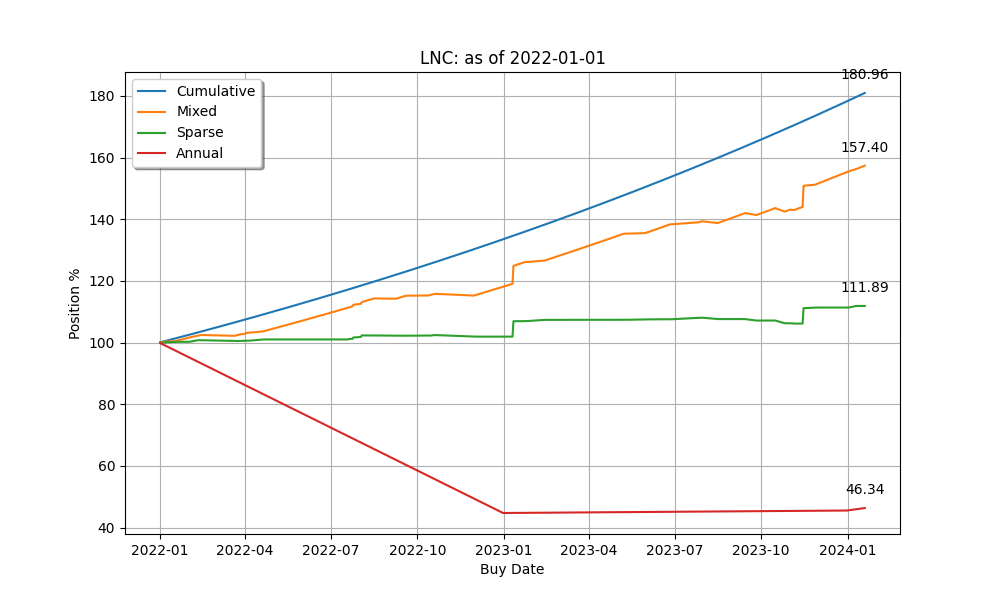 LNC: as of 2022-01-01
Cumulative
Mixed
Sparse
Annual
180.96
157.40
111.89
46.34
Position %
180
160
140
120
100
80
60
40
2022-01 2022-04 2022-07 2022-10 2023-01 2023-04 2023-07 2023-10 2024-01
Buy Date